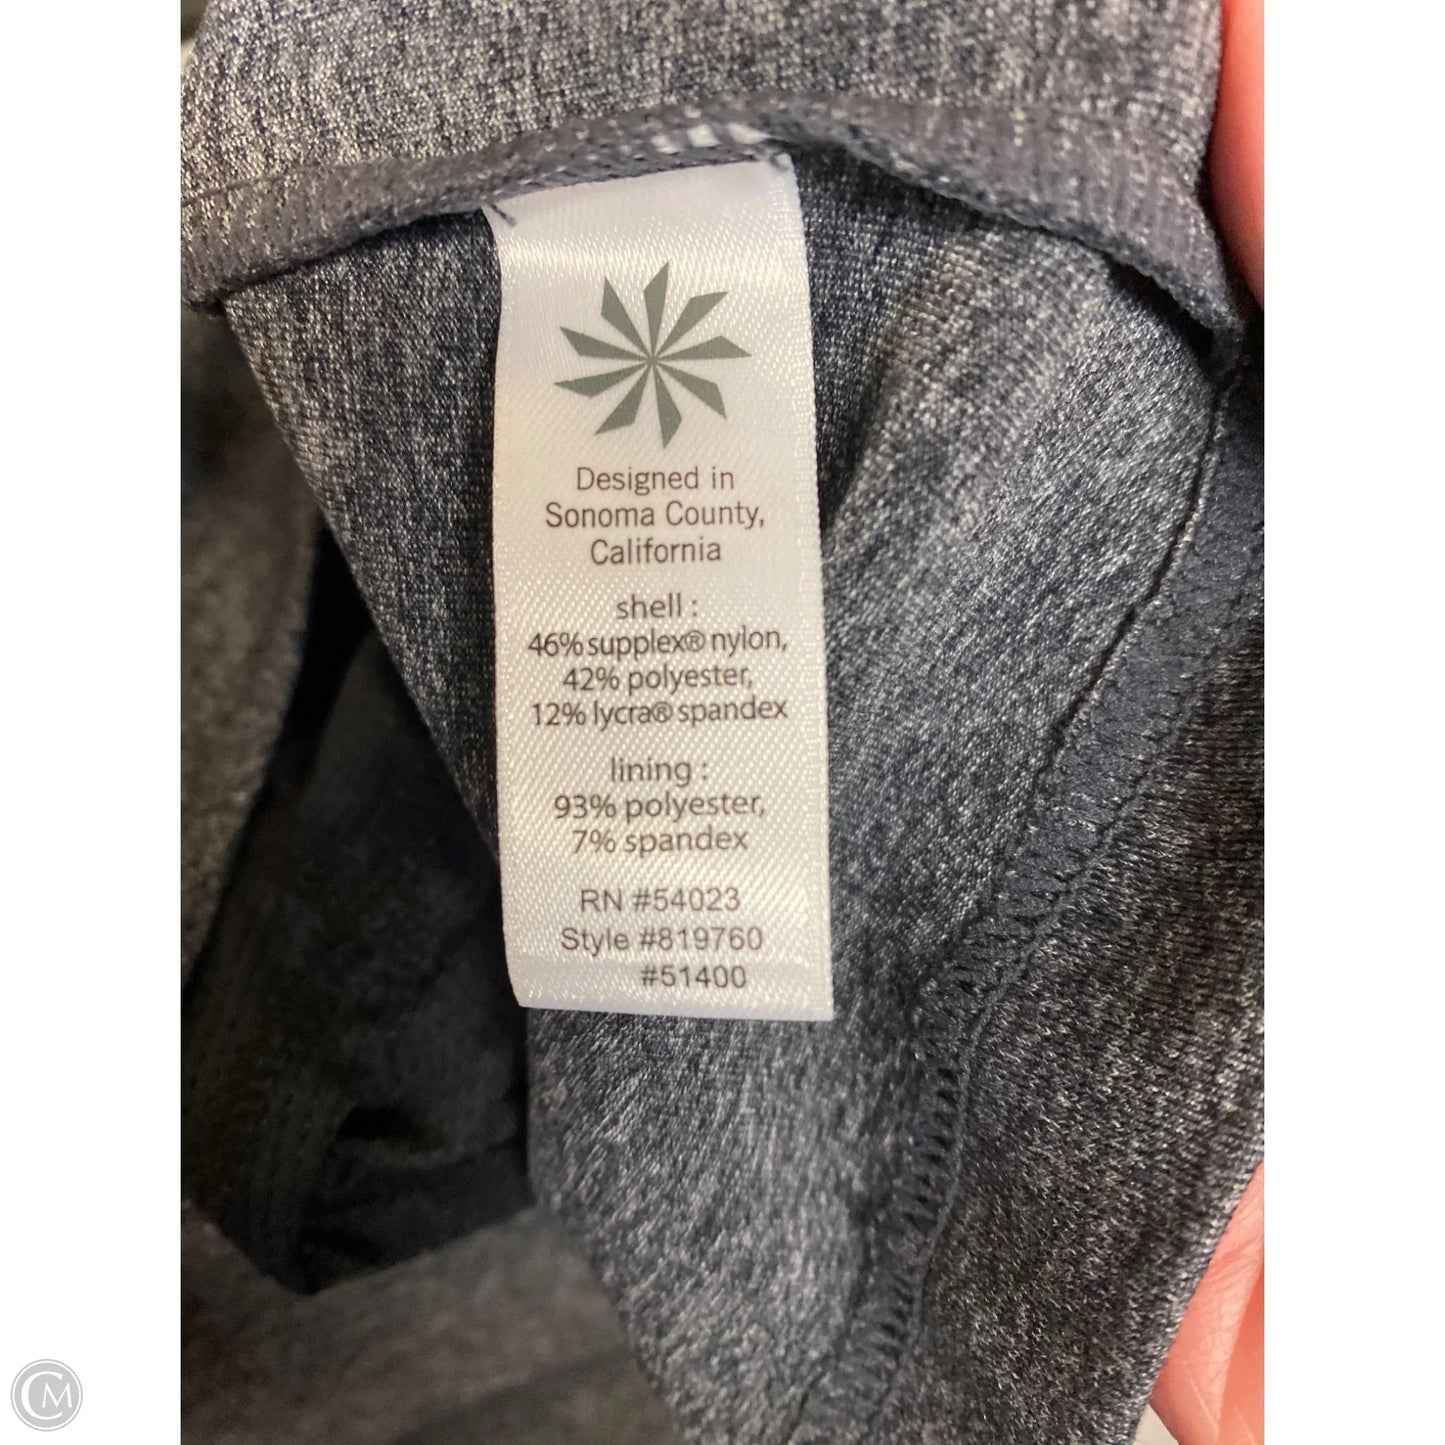 Designed in
Sonoma County,
California
shell :
46% supplex® nylon,
42% polyester,
12% lycra® spandex
lining :
93% polyester,
7% spandex
RN #54023
Style #819760
#51400
CM